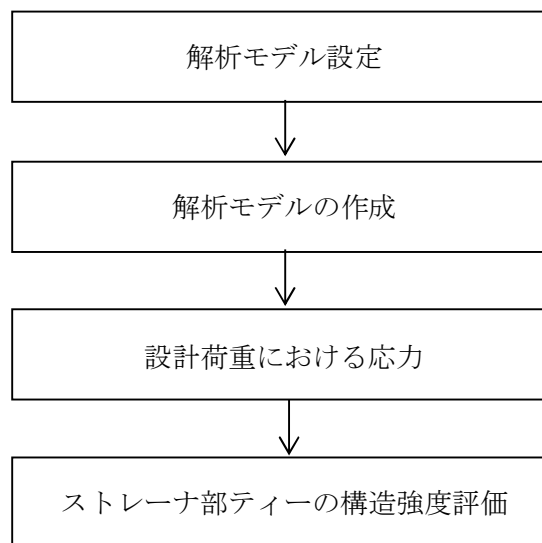 解析モデル設定
解析モデルの作成
設計荷重における応力
ストレーナ部ティーの構造強度評価